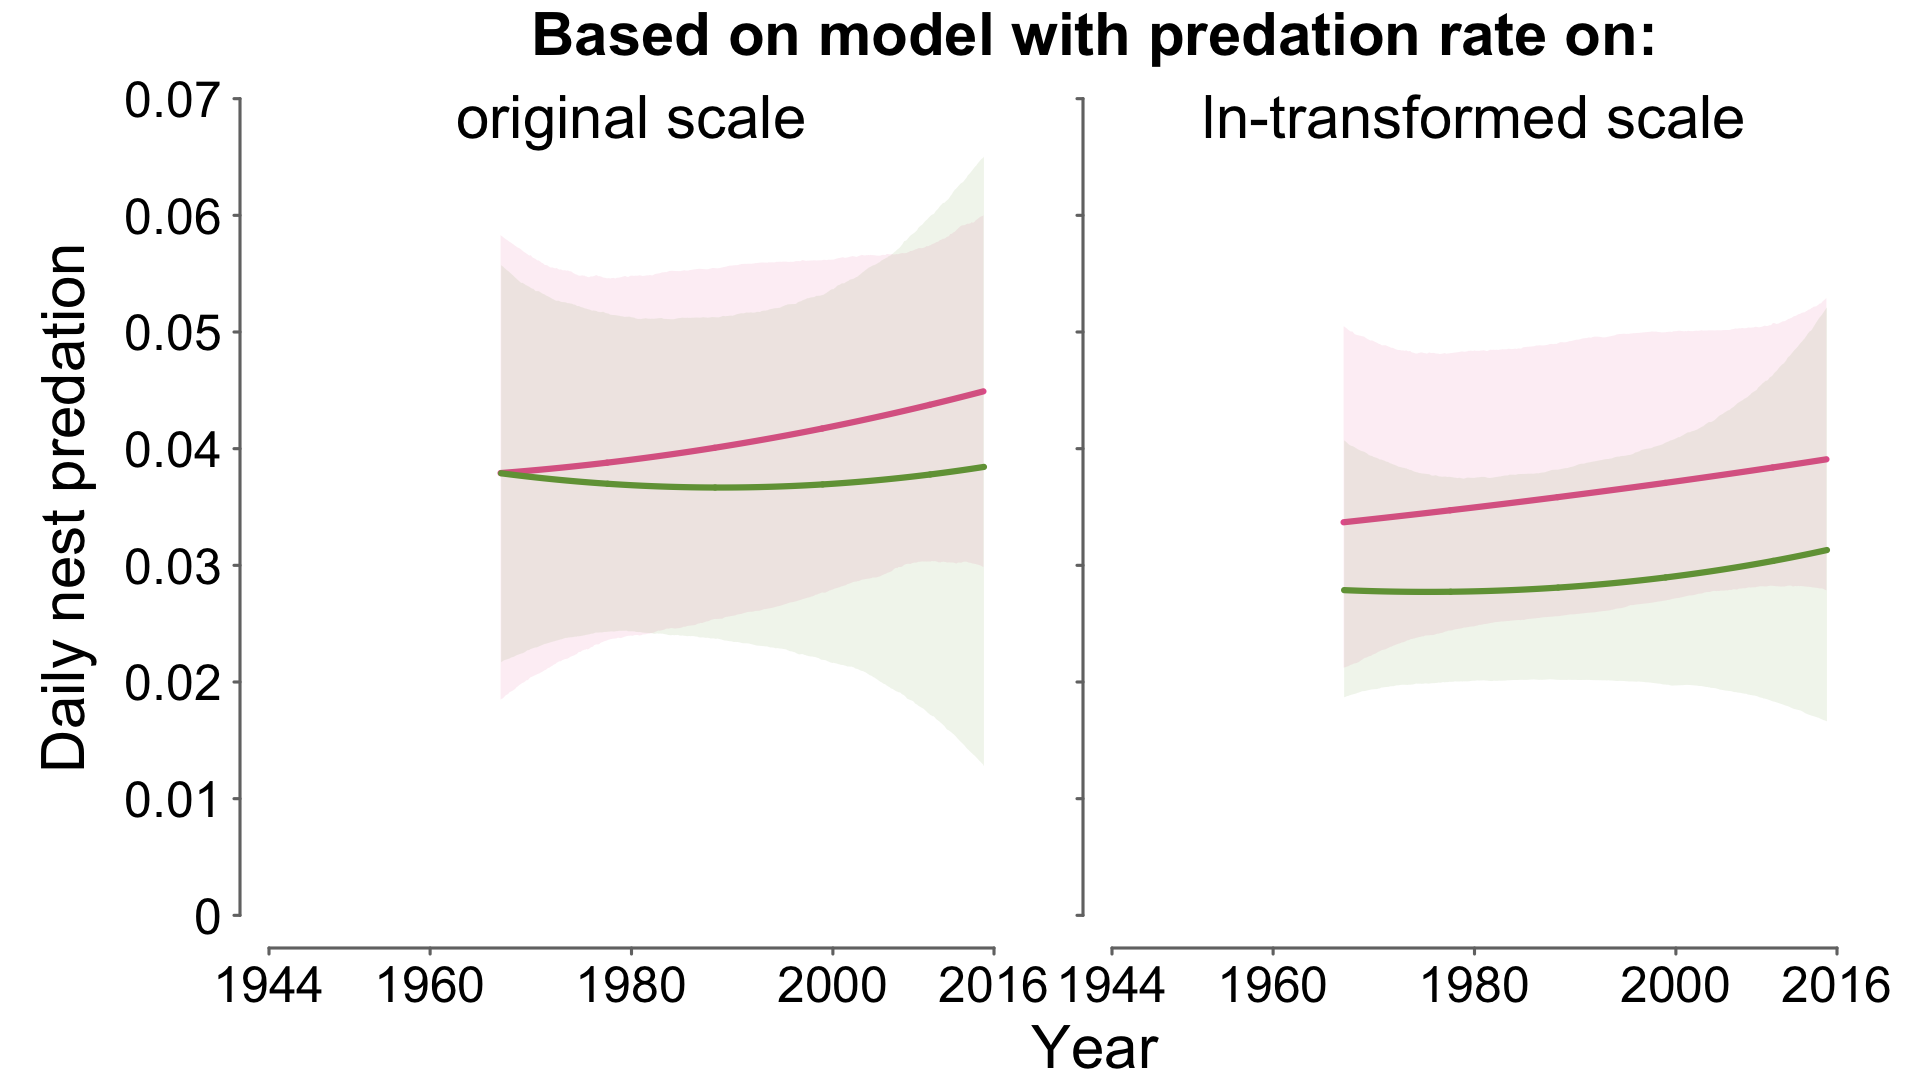 Based on model with predation rate on:
original scale
ln-transformed scale
Daily nest predation
0.07
0.06
0.05
0.04
0.03
0.02
0.01
0
1944 1960 1980 2000 2016 1944 1960 1980 2000 2016
Year